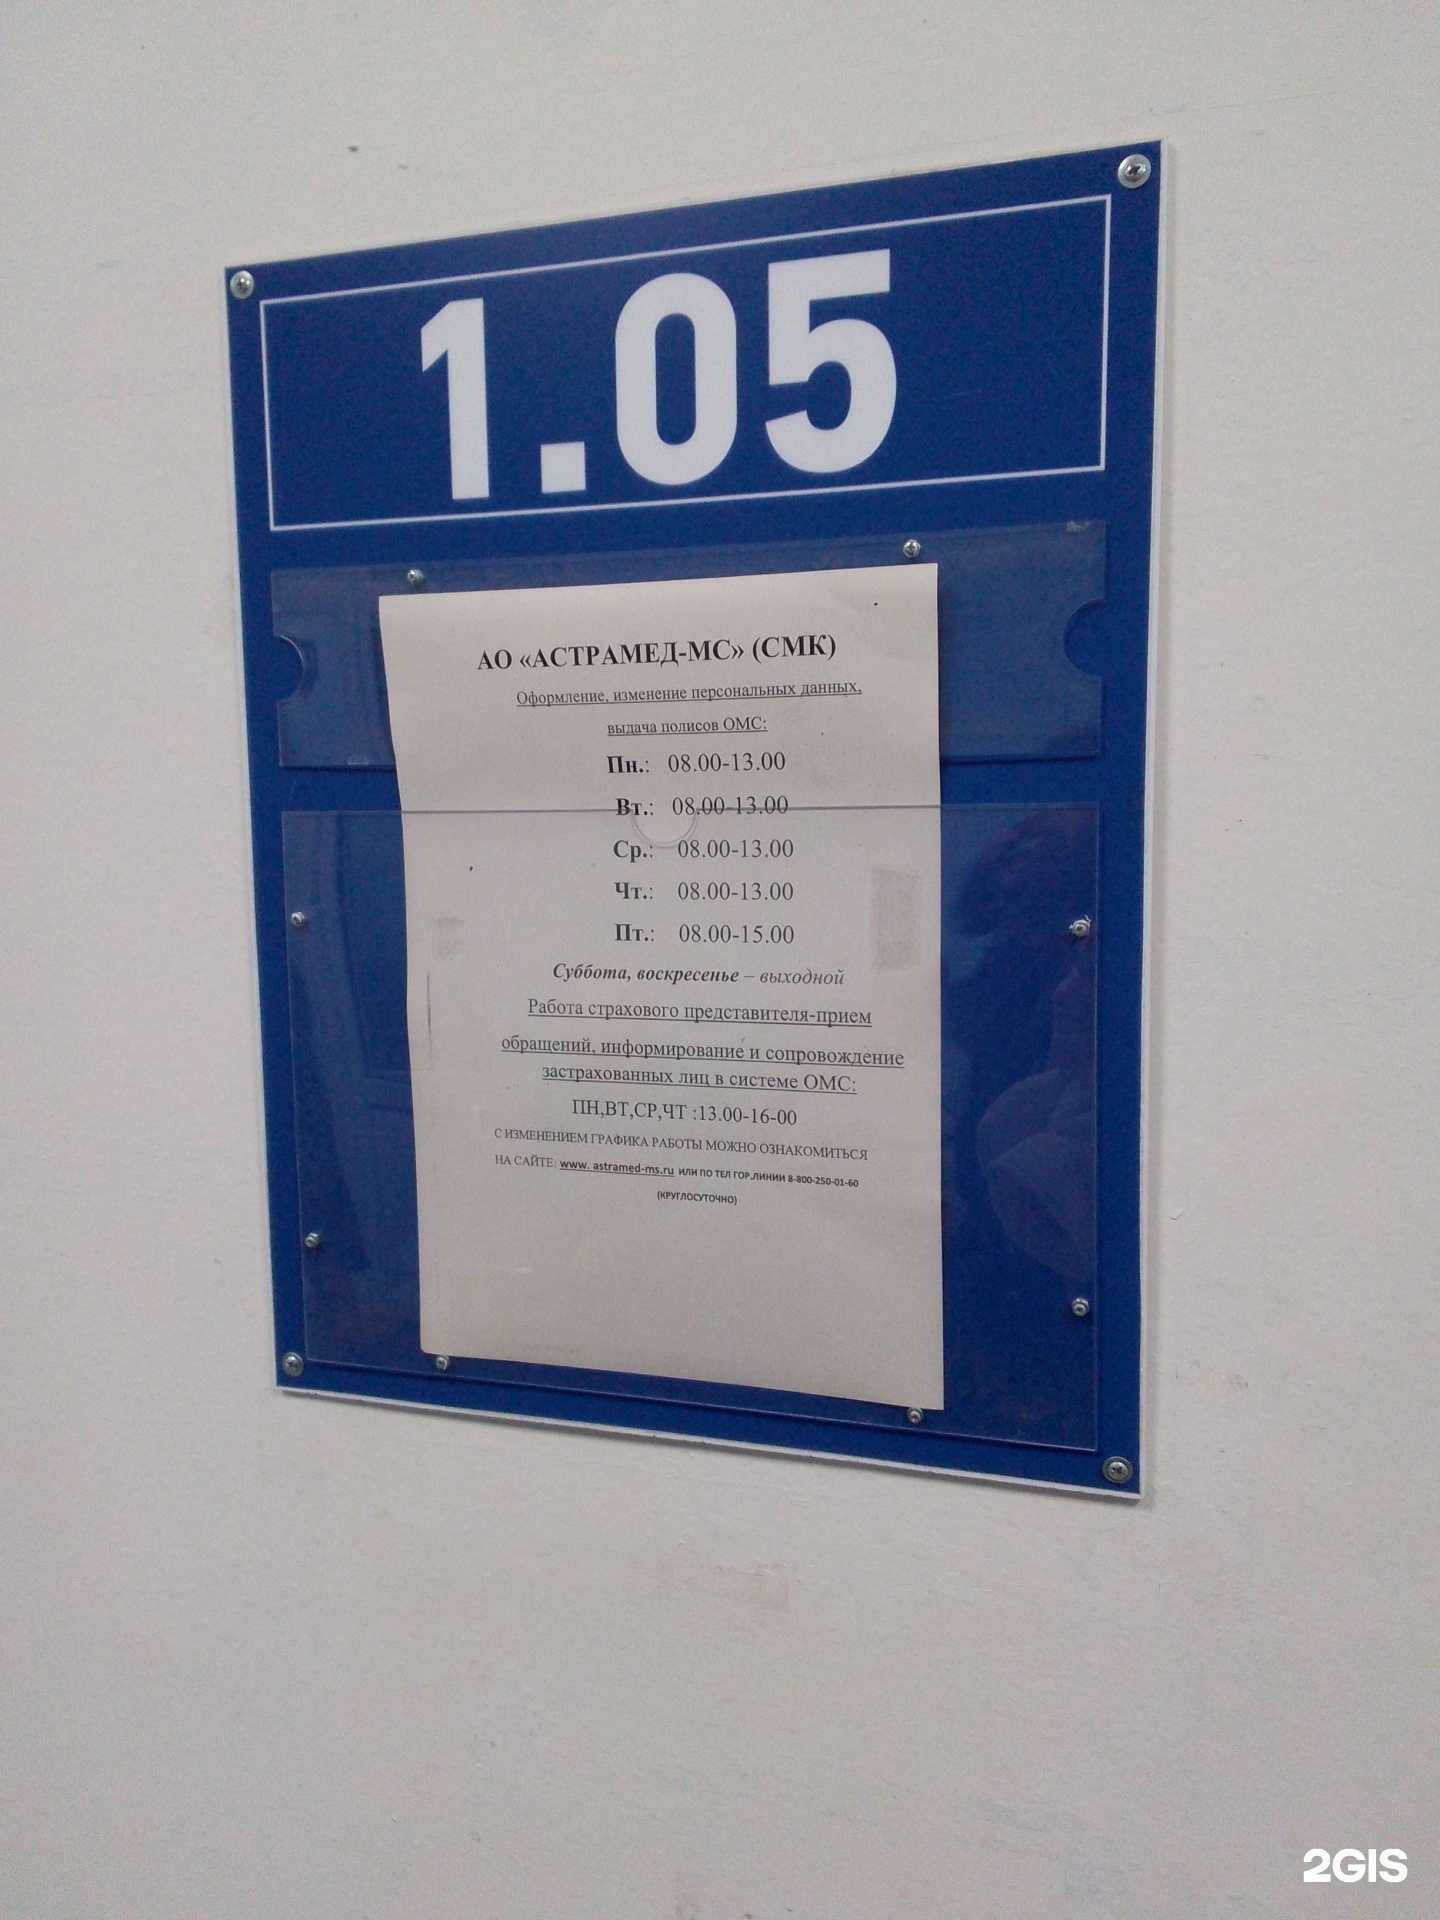 1.05
АО «АСТРАМЕД-МС» (СМК)
Оформление, изменение персональных данных,
выдача полисов ОМС:
Пн.: 08.00-13.00
Вт.: 08.00-13.00
Ср.: 08.00-13.00
Чт.: 08.00-13.00
Пт.: 08.00-15.00
Суббота, воскресенье – выходной
Работа страхового представителя-прием
обращений, информирование и сопровождение
застрахованных лиц в системе ОМС:
ПН,ВТ,СР,ЧТ :13.00-16-00
С ИЗМЕНЕНИЕМ ГРАФИКА РАБОТЫ МОЖНО ОЗНАКОМИТЬСЯ
НА САЙТЕ: www. astramed-ms.ru ИЛИ ПО ТЕЛ ГОР.ЛИНИИ 8-800-250-01-60
(КРУГЛОСУТОЧНО)
2GIS